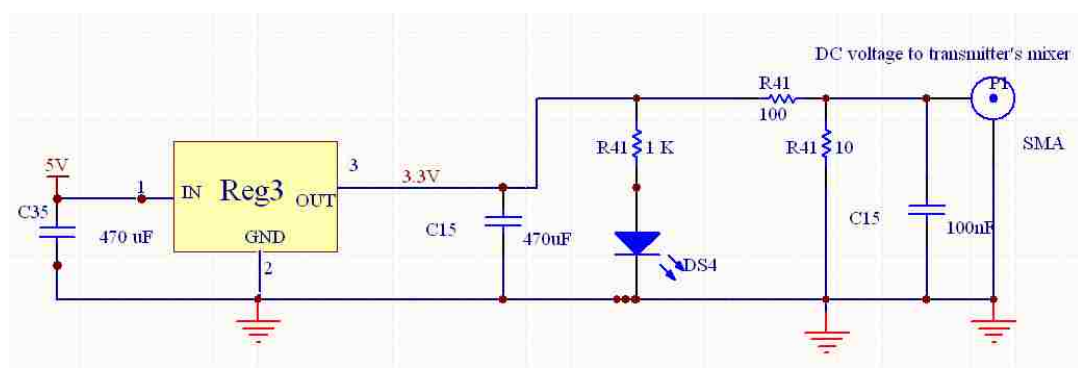 DC voltage to transmitter's mixer
R41
100
P1
SMA
5V
1
IN
Reg3
OUT
GND
3
2
3.3V
C35
470 uF
C15
470uF
R41
1 K
DS4
R41
10
C15
100nF